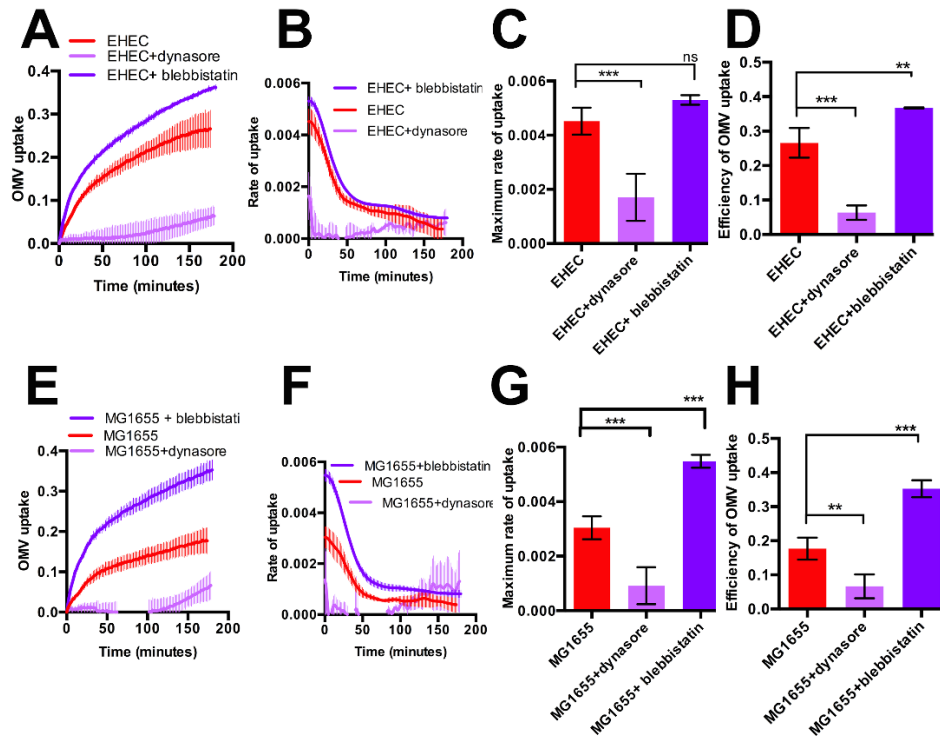 A
EHEC
EHEC+dynasore
EHEC+ blebbistatin
OMV uptake
0.4
0.3
0.2
0.1
0.0
0 50 100 150 200
Time (minutes)
B
EHEC+ blebbistatin
EHEC
EHEC+dynasore
Rate of uptake
0.006
0.004
0.002
0.000
0 50 100 150 200
Time (minutes)
C
ns
***
Maximum rate of uptake
0.006
0.004
0.002
0.000
EHEC
EHEC+dynasore
EHEC+ blebbistatin
D
**
***
Efficiency of OMV uptake
0.5
0.4
0.3
0.2
0.1
0.0
EHEC
EHEC+dynasore
EHEC+blebbistatin
E
MG1655 + blebbistati
MG1655
MG1655+dynasore
OMV uptake
0.4
0.3
0.2
0.1
0.0
0 50 100 150 200
Time (minutes)
F
MG1655+blebbistatin
MG1655
MG1655+dynasore
Rate of uptake
0.006
0.004
0.002
0.000
0 50 100 150 200
Time (minutes)
G
***
***
Maximum rate of uptake
0.006
0.004
0.002
0.000
MG1655
MG1655+dynasore
MG1655+ blebbistatin
H
***
**
Efficiency of OMV uptake
0.5
0.4
0.3
0.2
0.1
0.0
MG1655
MG1655+dynasore
MG1655+blebbistatin